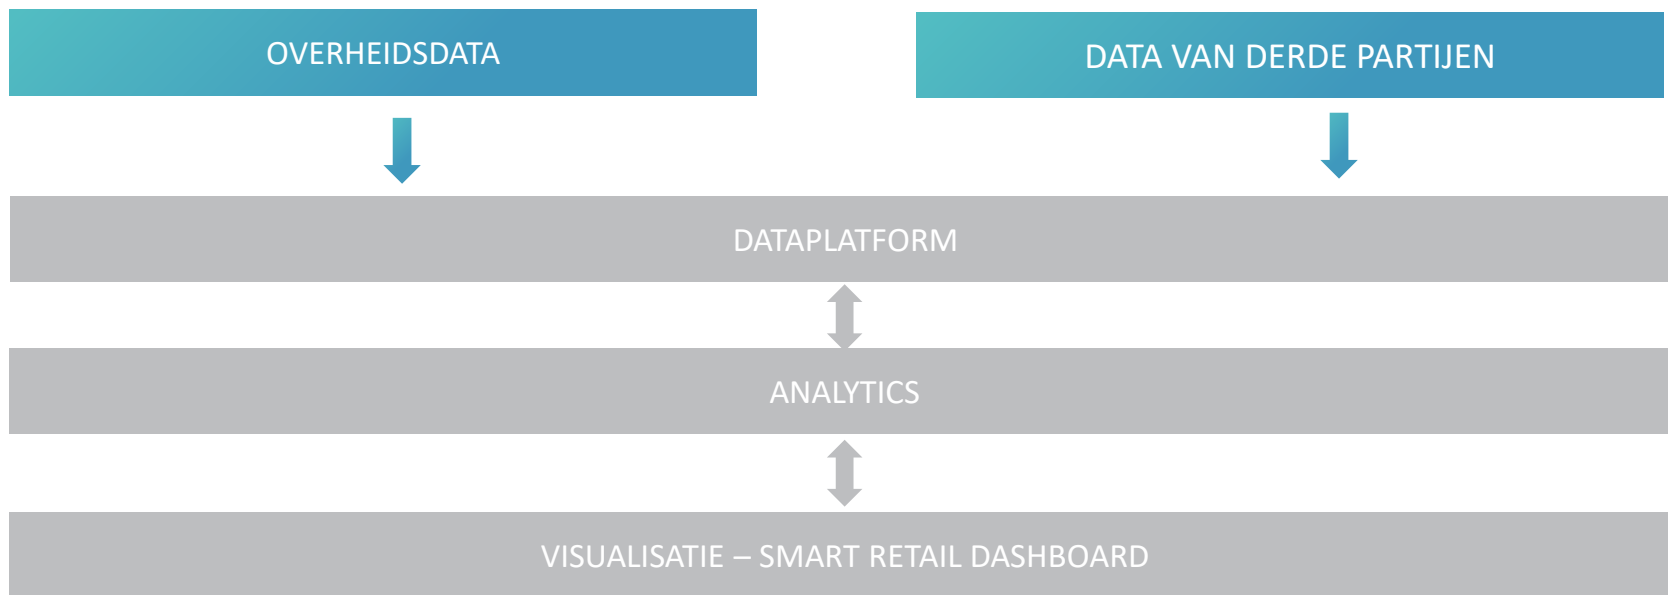 OVERHEIDSDATA
DATA VAN DERDE PARTIJEN
DATAPLATFORM
ANALYTICS
VISUALISATIE – SMART RETAIL DASHBOARD